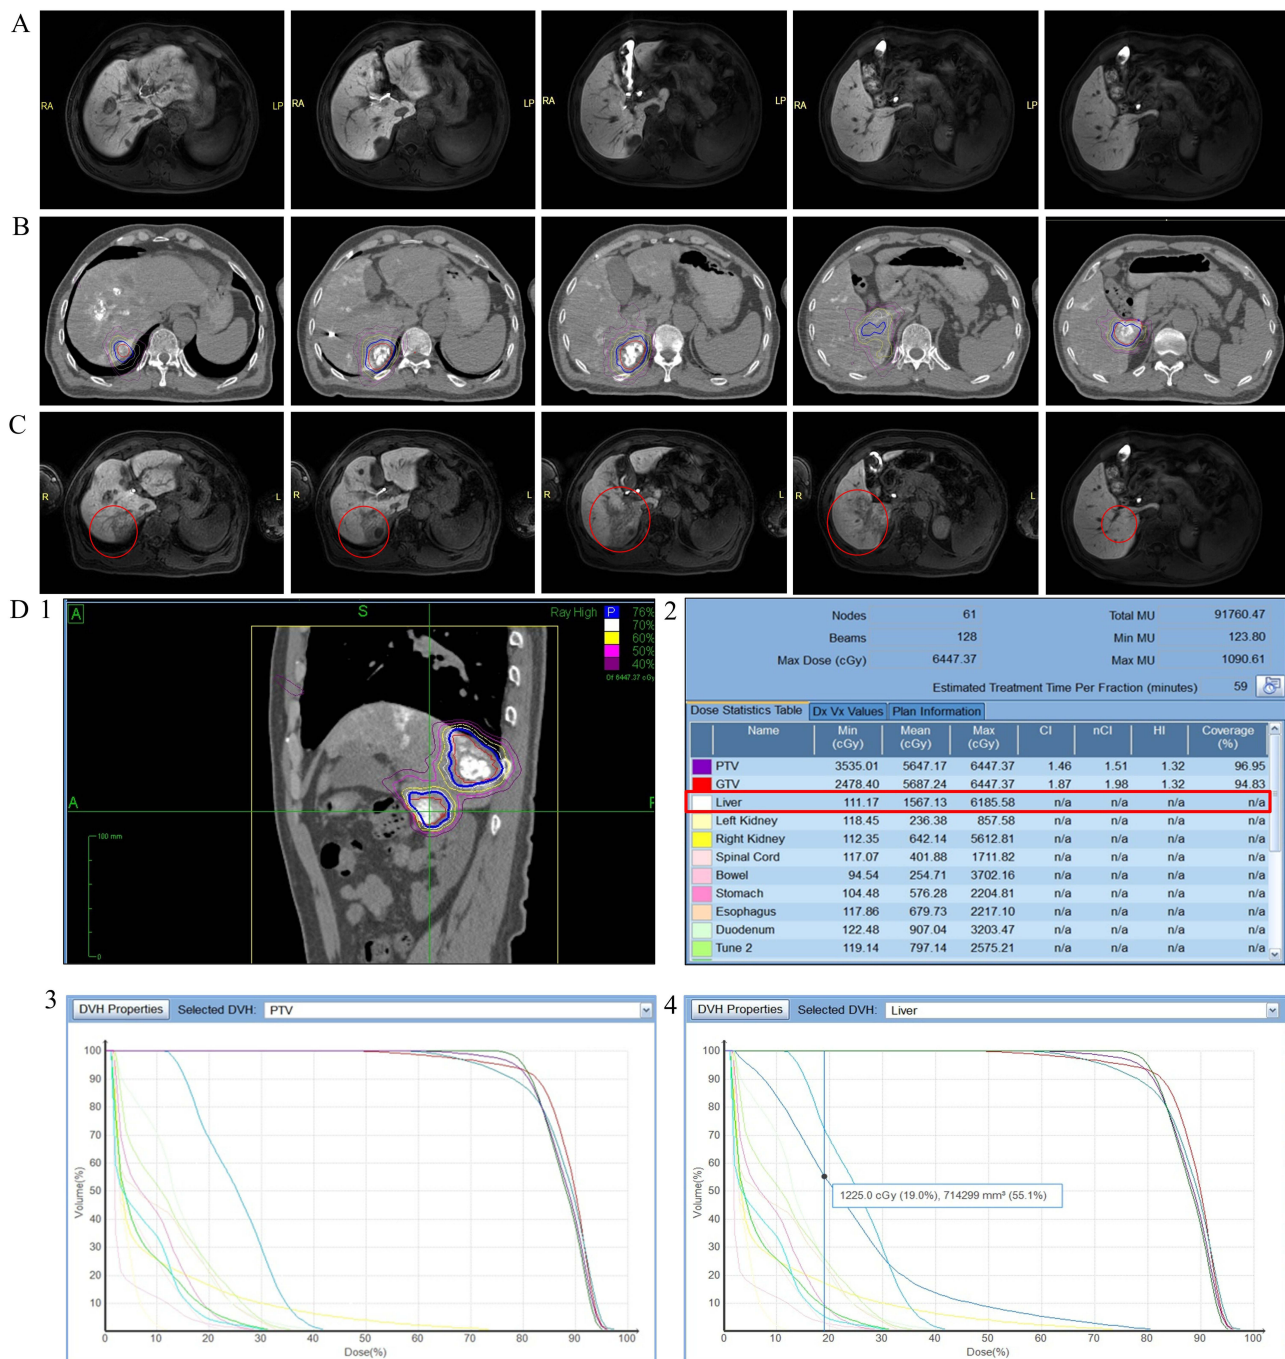 A
RA
LP
RA
LP
RA
LP
RA
LP
RA
LP
B
C
R
L
R
L
R
L
R
L
R
L
D 1
A
S
Ray High
P 76%
70%
60%
50%
40%
Of 6447.37 cGy
A
P
100 mm
0
2
Nodes 61 Total MU 91760.47
Beams 128 Min MU 123.80
Max Dose (cGy) 6447.37 Max MU 1090.61
Estimated Treatment Time Per Fraction (minutes) 59
Dose Statistics Table Dx Vx Values Plan Information
Name Min (cGy) Mean (cGy) Max (cGy) CI nCI HI Coverage (%)
PTV 3535.01 5647.17 6447.37 1.46 1.51 1.32 96.95
GTV 2478.40 5687.24 6447.37 1.87 1.98 1.32 94.83
Liver 111.17 1567.13 6185.58 n/a n/a n/a n/a
Left Kidney 118.45 236.38 857.58 n/a n/a n/a n/a
Right Kidney 112.35 642.14 5612.81 n/a n/a n/a n/a
Spinal Cord 117.07 401.88 1711.82 n/a n/a n/a n/a
Bowel 94.54 254.71 3702.16 n/a n/a n/a n/a
Stomach 104.48 576.28 2204.81 n/a n/a n/a n/a
Esophagus 117.86 679.73 2217.10 n/a n/a n/a n/a
Duodenum 122.48 907.04 3203.47 n/a n/a n/a n/a
Tune 2 119.14 797.14 2575.21 n/a n/a n/a n/a
3
DVH Properties Selected DVH: PTV
100
90
80
70
60
50
40
30
20
10
Volume(%)
0 10 20 30 40 50 60 70 80 90 100
Dose(%)
4
DVH Properties Selected DVH: Liver
100
90
80
70
60
50
40
30
20
10
Volume(%)
1225.0 cGy (19.0%), 714299 mm³ (55.1%)
0 10 20 30 40 50 60 70 80 90 100
Dose(%)